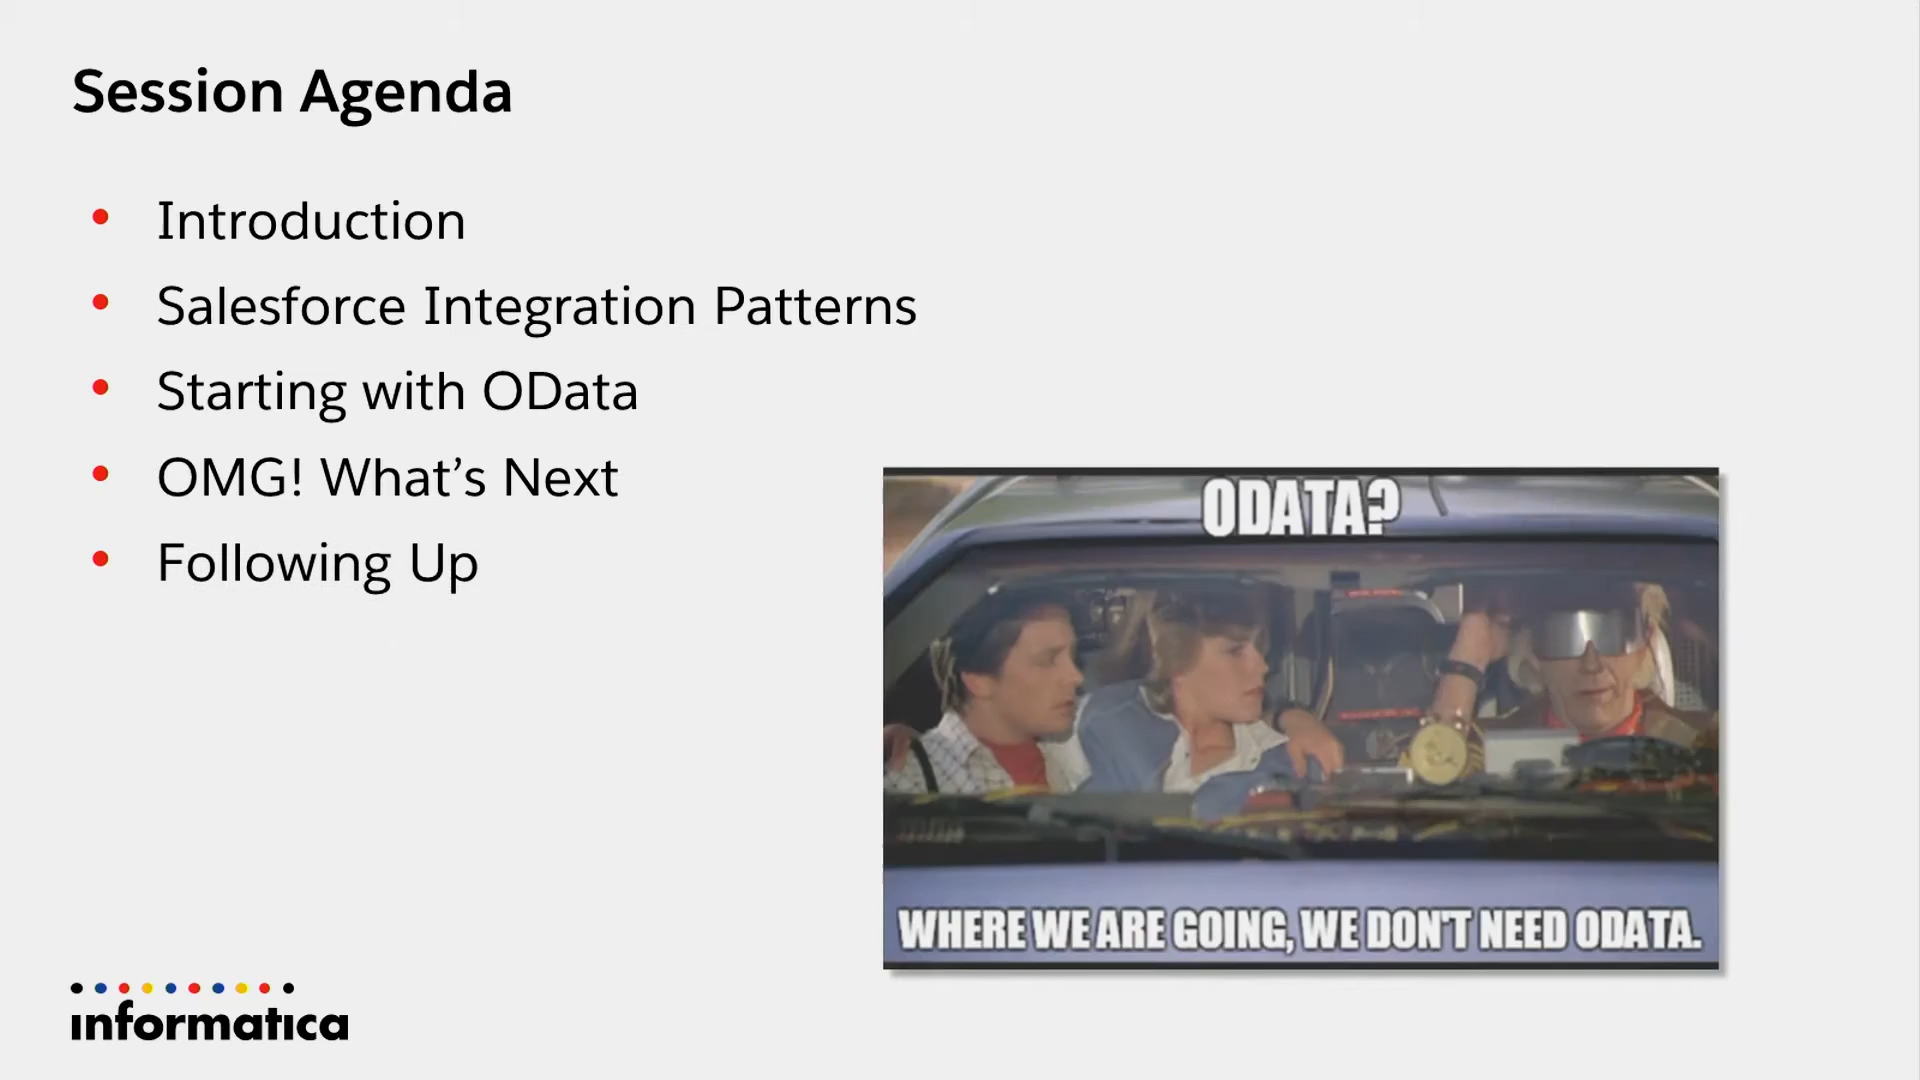 Session Agenda
• Introduction
• Salesforce Integration Patterns
• Starting with OData
• OMG! What’s Next
• Following Up
ODATA?
WHERE WE ARE GOING, WE DON'T NEED ODATA.
informatica